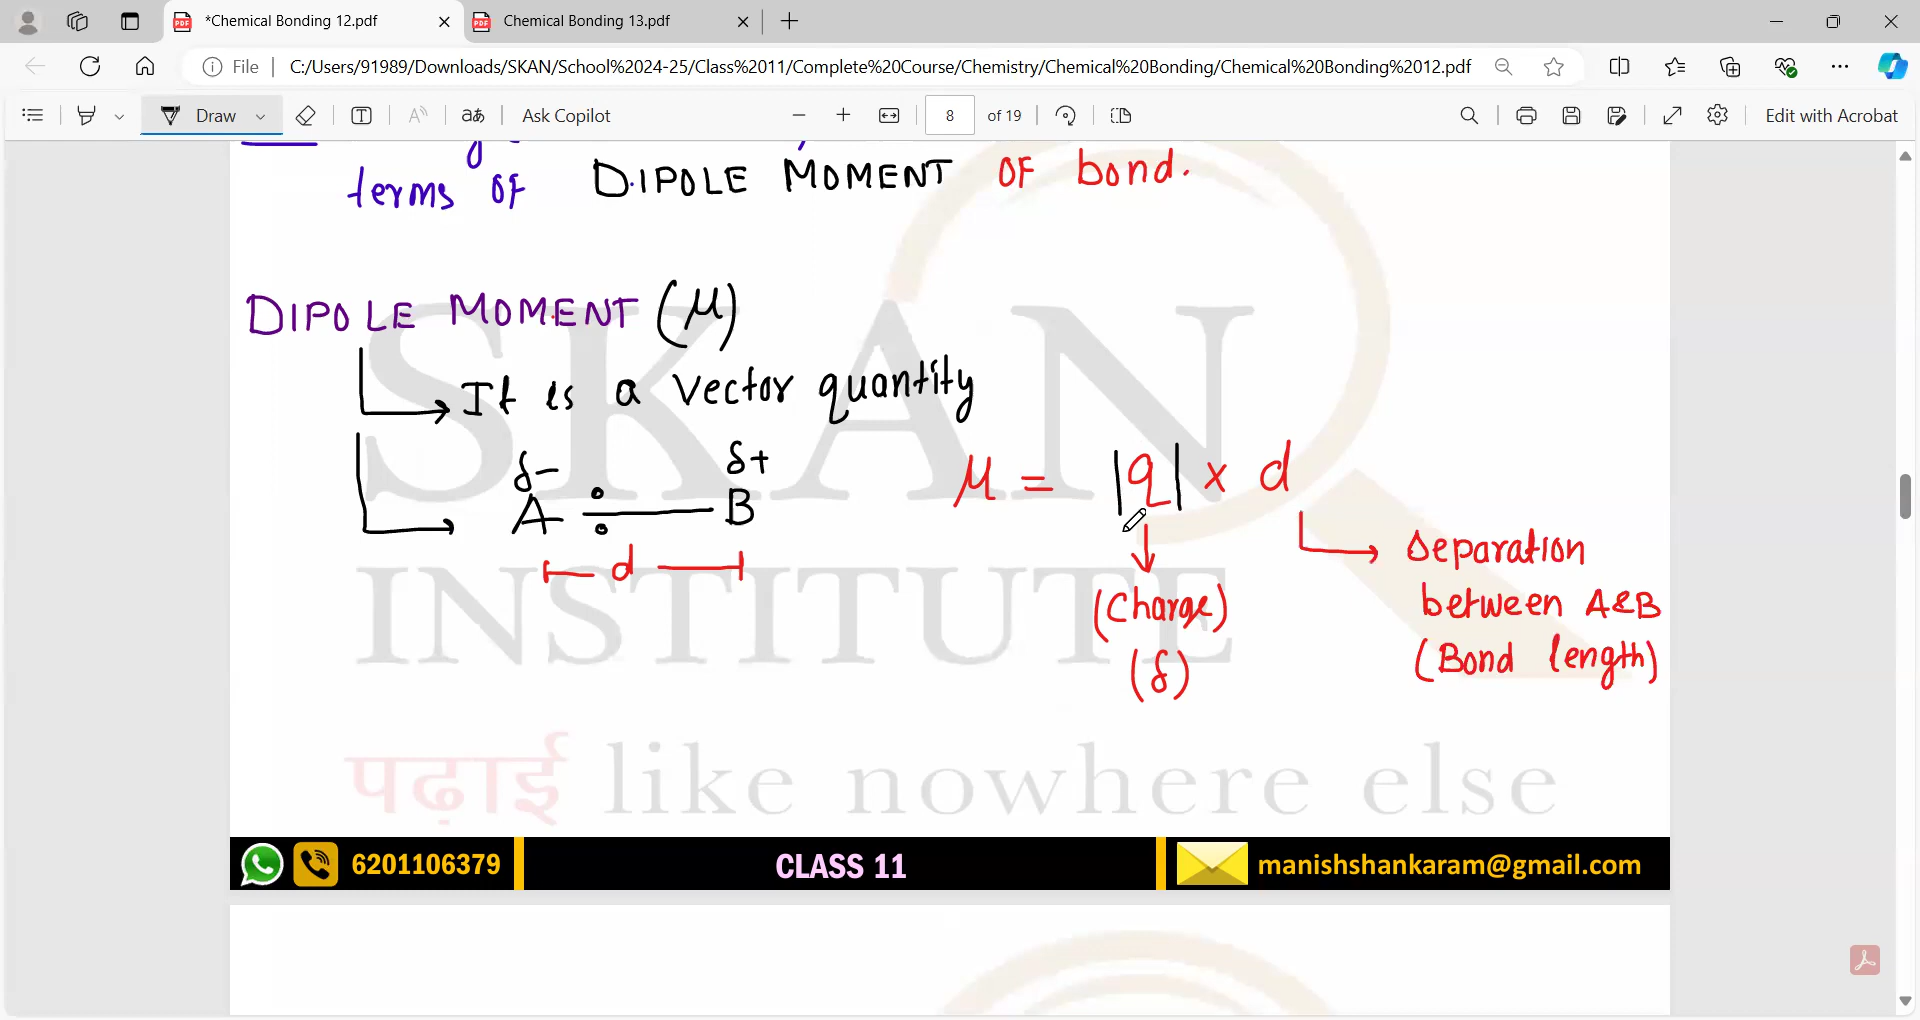 *Chemical Bonding 12.pdf
Chemical Bonding 13.pdf
File
C:/Users/91989/Downloads/SKAN/School%2024-25/Class%2011/Complete%20Course/Chemistry/Chemical%20Bonding/Chemical%20Bonding%2012.pdf
Draw
Ask Copilot
8 of 19
Edit with Acrobat
terms OF DIPOLE MOMENT OF bond.
DIPOLE MOMENT (μ)
It is a vector quantity
δ- δ+
A B
d
μ = |q| × d
(Charge)
(δ)
Separation
between A&B
(Bond length)
SKAN
INSTITUTE
पढ़ाई like nowhere else
6201106379
CLASS 11
manishshankaram@gmail.com